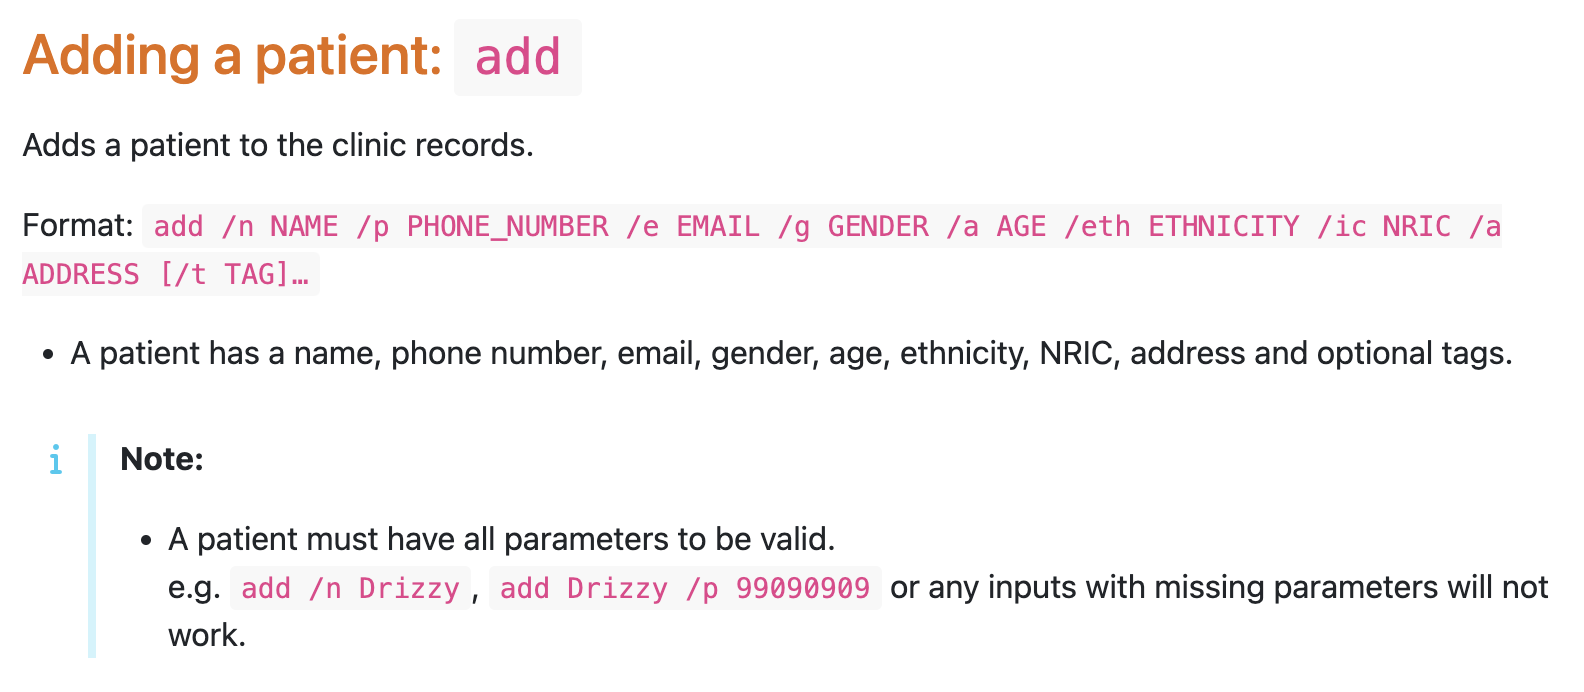 Adding a patient: add
Adds a patient to the clinic records.
Format: add /n NAME /p PHONE_NUMBER /e EMAIL /g GENDER /a AGE /eth ETHNICITY /ic NRIC /a
ADDRESS [/t TAG]…
• A patient has a name, phone number, email, gender, age, ethnicity, NRIC, address and optional tags.
i Note:
• A patient must have all parameters to be valid.
e.g. add /n Drizzy, add Drizzy /p 99090909 or any inputs with missing parameters will not
work.